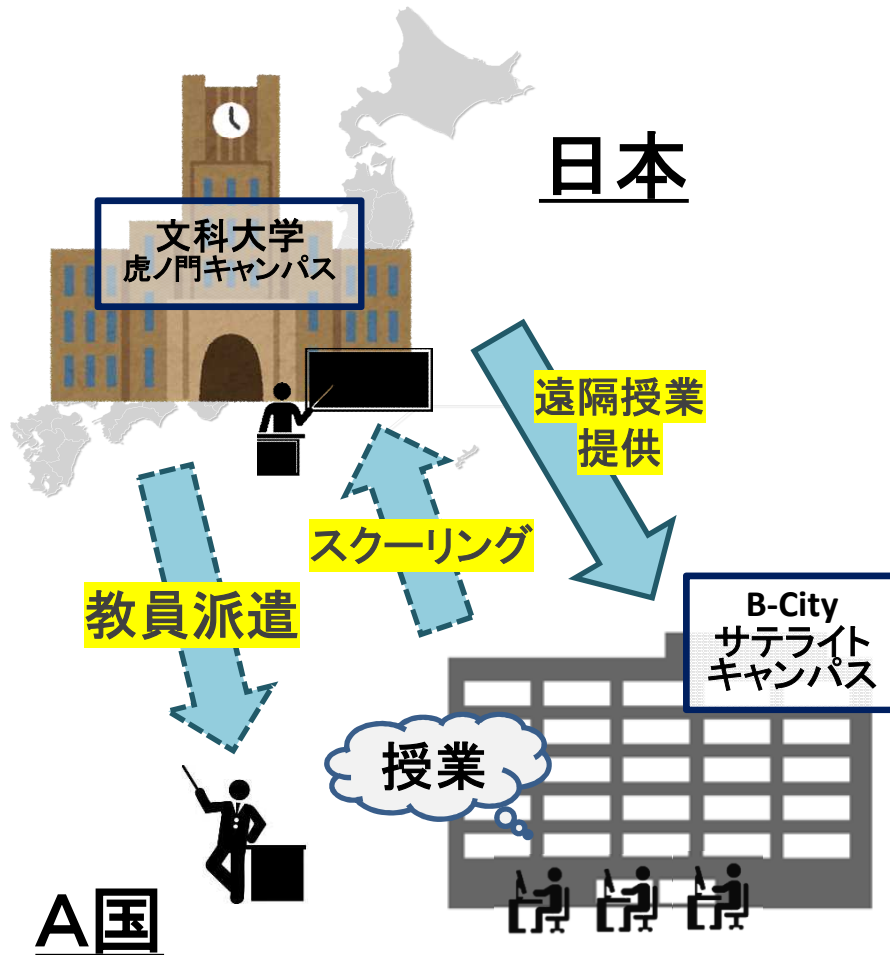 日本
文科大学
虎ノ門キャンパス
遠隔授業
提供
スクーリング
教員派遣
B-City
サテライト
キャンパス
授業
A国